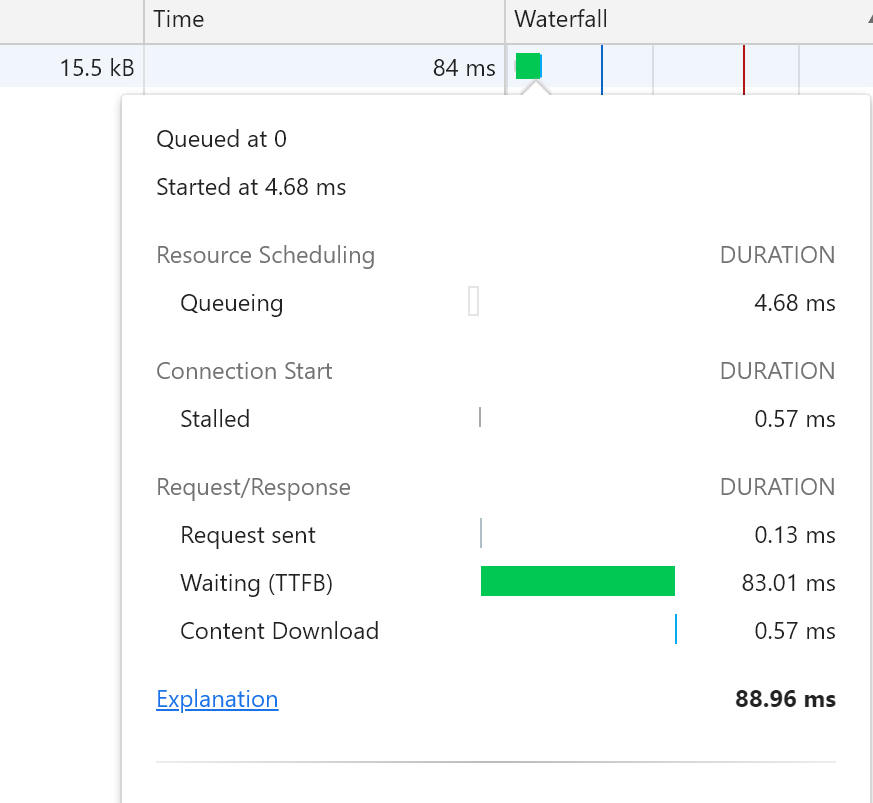 Time Waterfall
15.5 kB 84 ms
Queued at 0
Started at 4.68 ms
Resource Scheduling DURATION
Queueing 4.68 ms
Connection Start DURATION
Stalled 0.57 ms
Request/Response DURATION
Request sent 0.13 ms
Waiting (TTFB) 83.01 ms
Content Download 0.57 ms
Explanation 88.96 ms